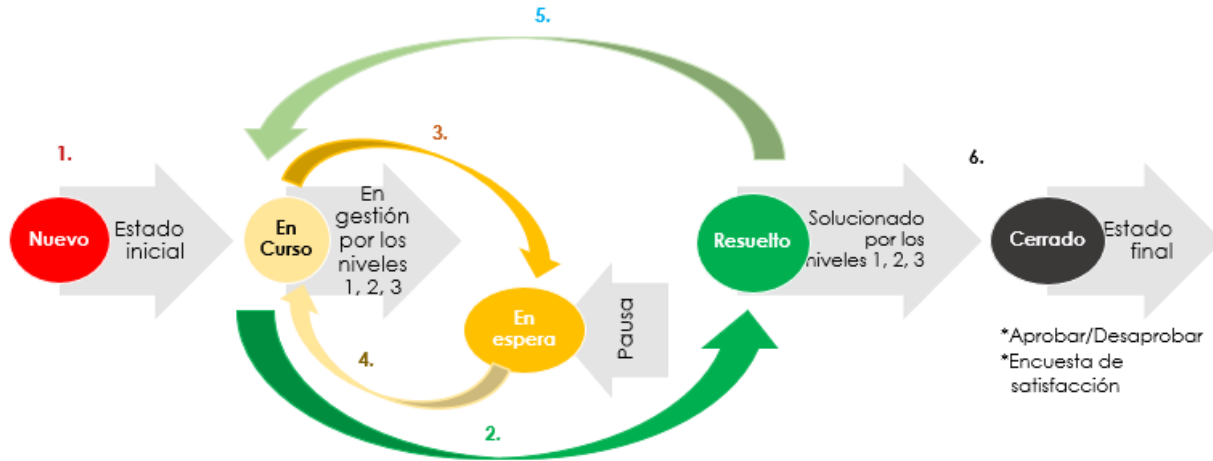 5.
1.
3.
6.
Nuevo
Estado
inicial
En
Curso
En
gestión
por los
niveles
1, 2, 3
En
espera
Pausa
4.
2.
Resuelto
Solucionado
por los
niveles 1, 2, 3
Cerrado
Estado
final
*Aprobar/Desaprobar
*Encuesta de
satisfacción